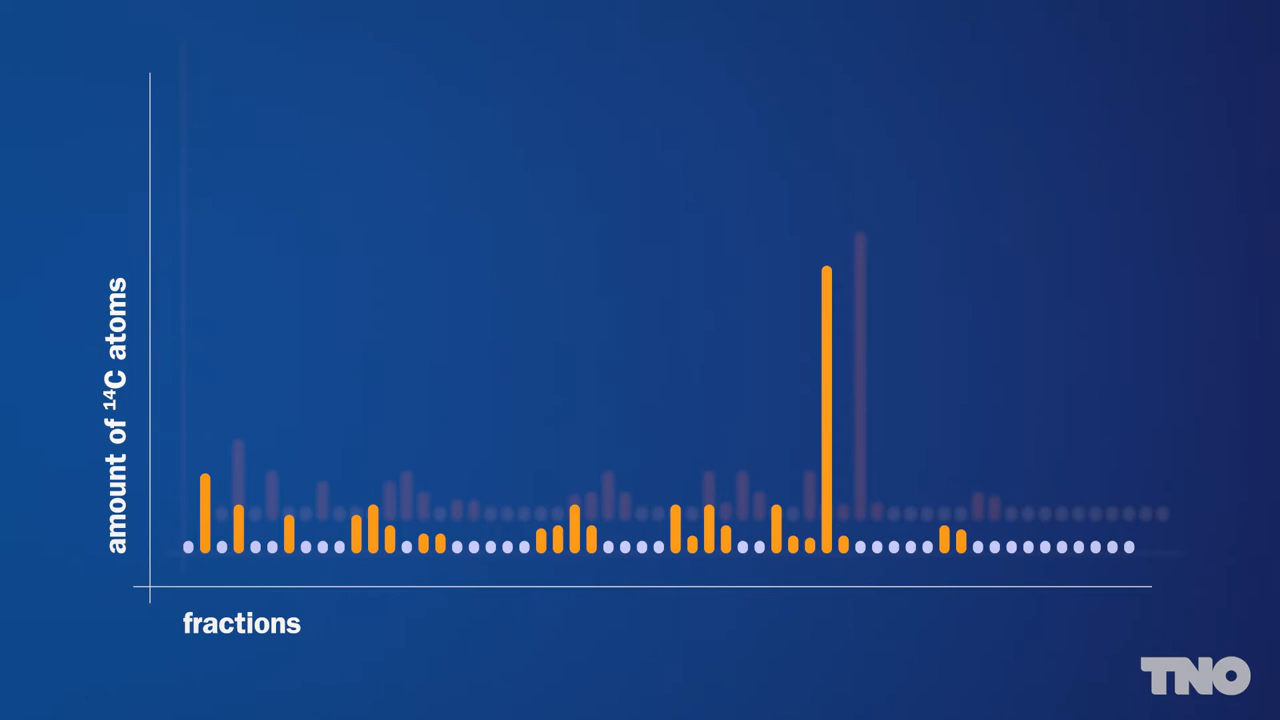 amount of ¹⁴C atoms
fractions
TNO